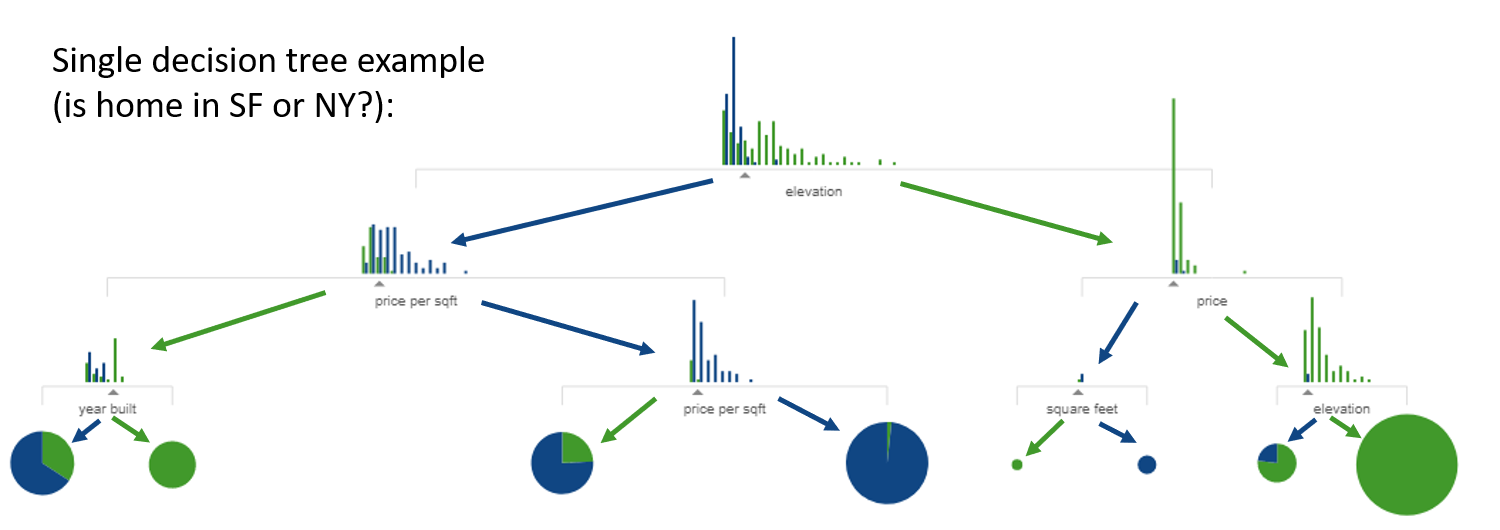 Single decision tree example
(is home in SF or NY?):
elevation
price per sqft
price
year built
price per sqft
square feet
elevation